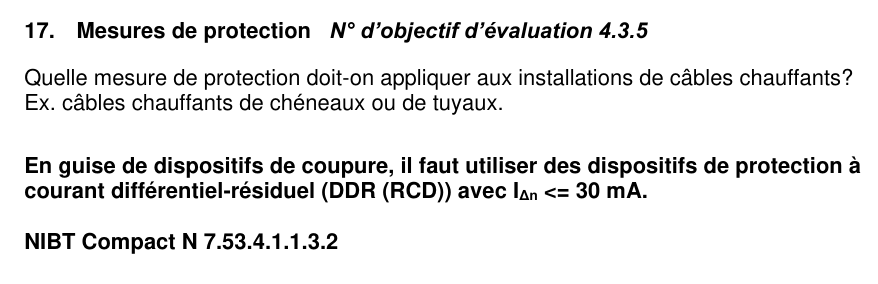 17. Mesures de protection N° d’objectif d’évaluation 4.3.5
Quelle mesure de protection doit-on appliquer aux installations de câbles chauffants?
Ex. câbles chauffants de chéneaux ou de tuyaux.
En guise de dispositifs de coupure, il faut utiliser des dispositifs de protection à
courant différentiel-résiduel (DDR (RCD)) avec I∆n <= 30 mA.
NIBT Compact N 7.53.4.1.1.3.2